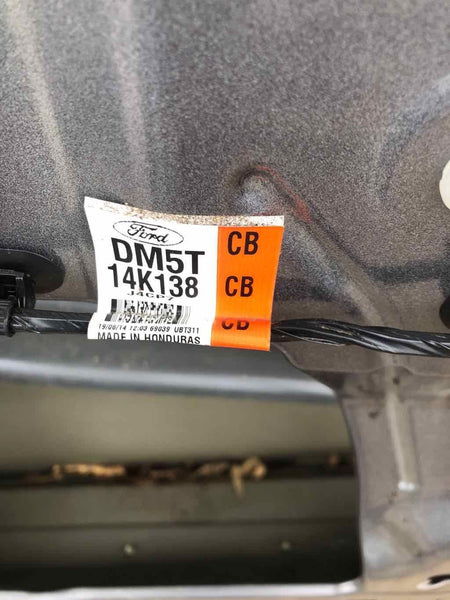 Ford
DM5T
14K138
CB
CB
CB
19/08/14 12:03 69039 UBT311
MADE IN HONDURAS